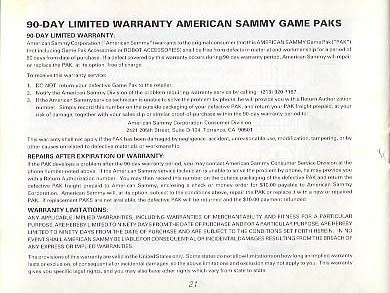 90-DAY LIMITED WARRANTY AMERICAN SAMMY GAME PAKS
90-DAY LIMITED WARRANTY:
American Sammy Corporation ("American Sammy") warrants to the original consumer that this AMERICAN SAMMY Game Pak ("PAK")
(not including Game Pak Accessories or ROBOT ACCESSORIES) shall be free from defects in material and workmanship for a period of
90 days from date of purchase. If a defect covered by this warranty occurs during this 90-day warranty period, American Sammy will repair
or replace the PAK, at its option, free of charge.
To receive this warranty service:
1. DO NOT return your defective Game Pak to the retailer.
2. Notify the American Sammy Division of the problem requiring warranty service by calling: (213) 320-7167.
3. If the American Sammy service technician is unable to solve the problem by phone, he will provide you with a Return Authorization
number. Simply record this number on the outside packaging of your defective PAK, and return your PAK freight prepaid, at your
risk of damage, together with your sales slip or similar proof-of-purchase within the 90-day warranty period to:
American Sammy Corporation Consumer Division
2421 205th Street, Suite D-104, Torrance, CA 90501
This warranty shall not apply if the PAK has been damaged by negligence, accident, unreasonable use, modification, tampering, or by
other causes unrelated to defective materials or workmanship.
REPAIRS AFTER EXPIRATION OF WARRANTY:
If the PAK develops a problem after the 90-day warranty period, you may contact American Sammy Consumer Service Division at the
phone number noted above. If the American Sammy service technician is unable to solve the problem by phone, he may provide you
with a Return Authorization number. You may then record this number on the outside packaging of the defective PAK and return the
defective PAK freight prepaid to American Sammy, enclosing a check or money order for $10.00 payable to American Sammy
Corporation. American Sammy will, at its option, subject to the conditions above, repair the PAK or replace it with a new or repaired
PAK. If replacement PAKS are not available, the defective PAK will be returned and the $10.00 payment refunded.
WARRANTY LIMITATIONS:
ANY APPLICABLE IMPLIED WARRANTIES, INCLUDING WARRANTIES OF MERCHANTABILITY AND FITNESS FOR A PARTICULAR
PURPOSE, ARE HEREBY LIMITED TO NINETY DAYS FROM THE DATE OF PURCHASE AND FOR A PARTICULAR PURPOSE, ARE HEREBY
LIMITED TO NINETY DAYS FROM THE DATE OF PURCHASE AND ARE SUBJECT TO THE CONDITIONS SET FORTH HEREIN. IN NO
EVENT SHALL AMERICAN SAMMY BE LIABLE FOR CONSEQUENTIAL OR INCIDENTAL DAMAGES RESULTING FROM THE BREACH OF
ANY EXPRESS OR IMPLIED WARRANTIES.
The provisions of this warranty are valid in the United States only. Some states do not allow limitations on how long an implied warranty
lasts or exclusion of consequential or incidental damages, so the above limitations and exclusion may not apply to you. This warranty
gives you specific legal rights, and you may also have other rights which vary from state to state.
21